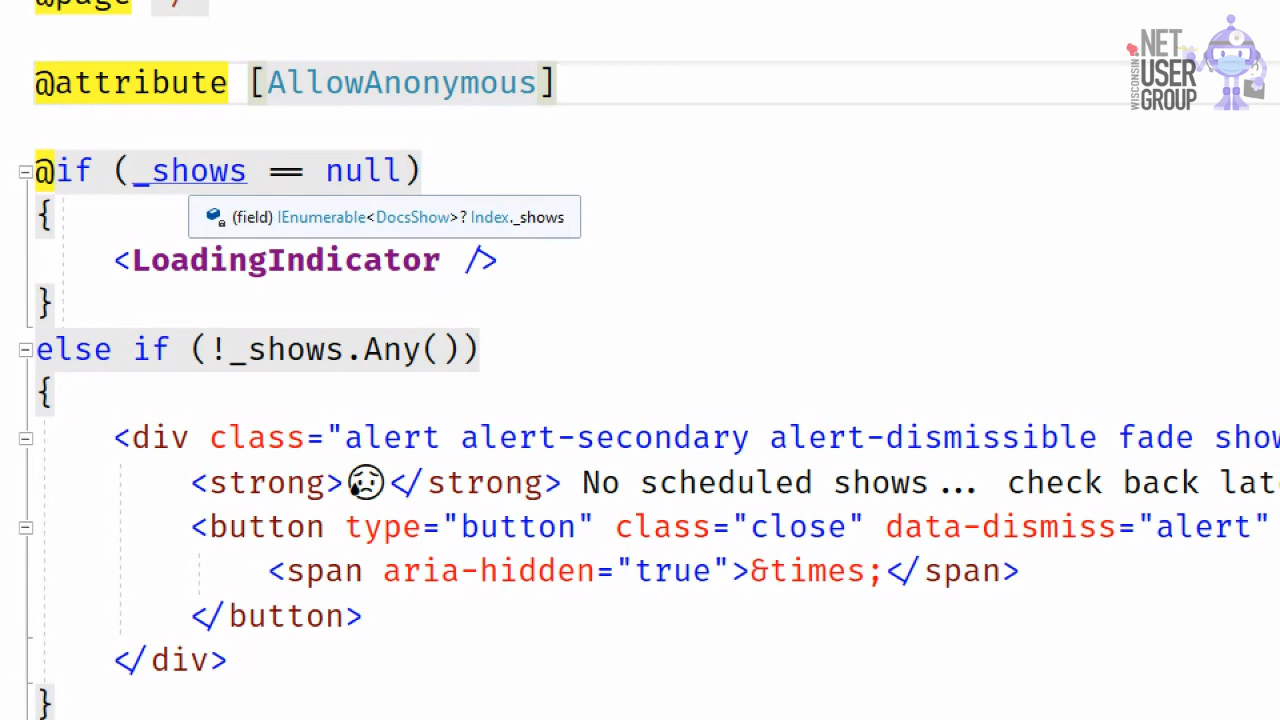 @page "/"
@attribute [AllowAnonymous]
@if (_shows == null)
{
(field) IEnumerable<DocsShow>? Index._shows
<LoadingIndicator />
}
else if (!_shows.Any())
{
<div class="alert alert-secondary alert-dismissible fade show
<strong>😥</strong> No scheduled shows... check back late
<button type="button" class="close" data-dismiss="alert"
<span aria-hidden="true">&times;</span>
</button>
</div>
}
WISCONSIN
.NET
USER
GROUP